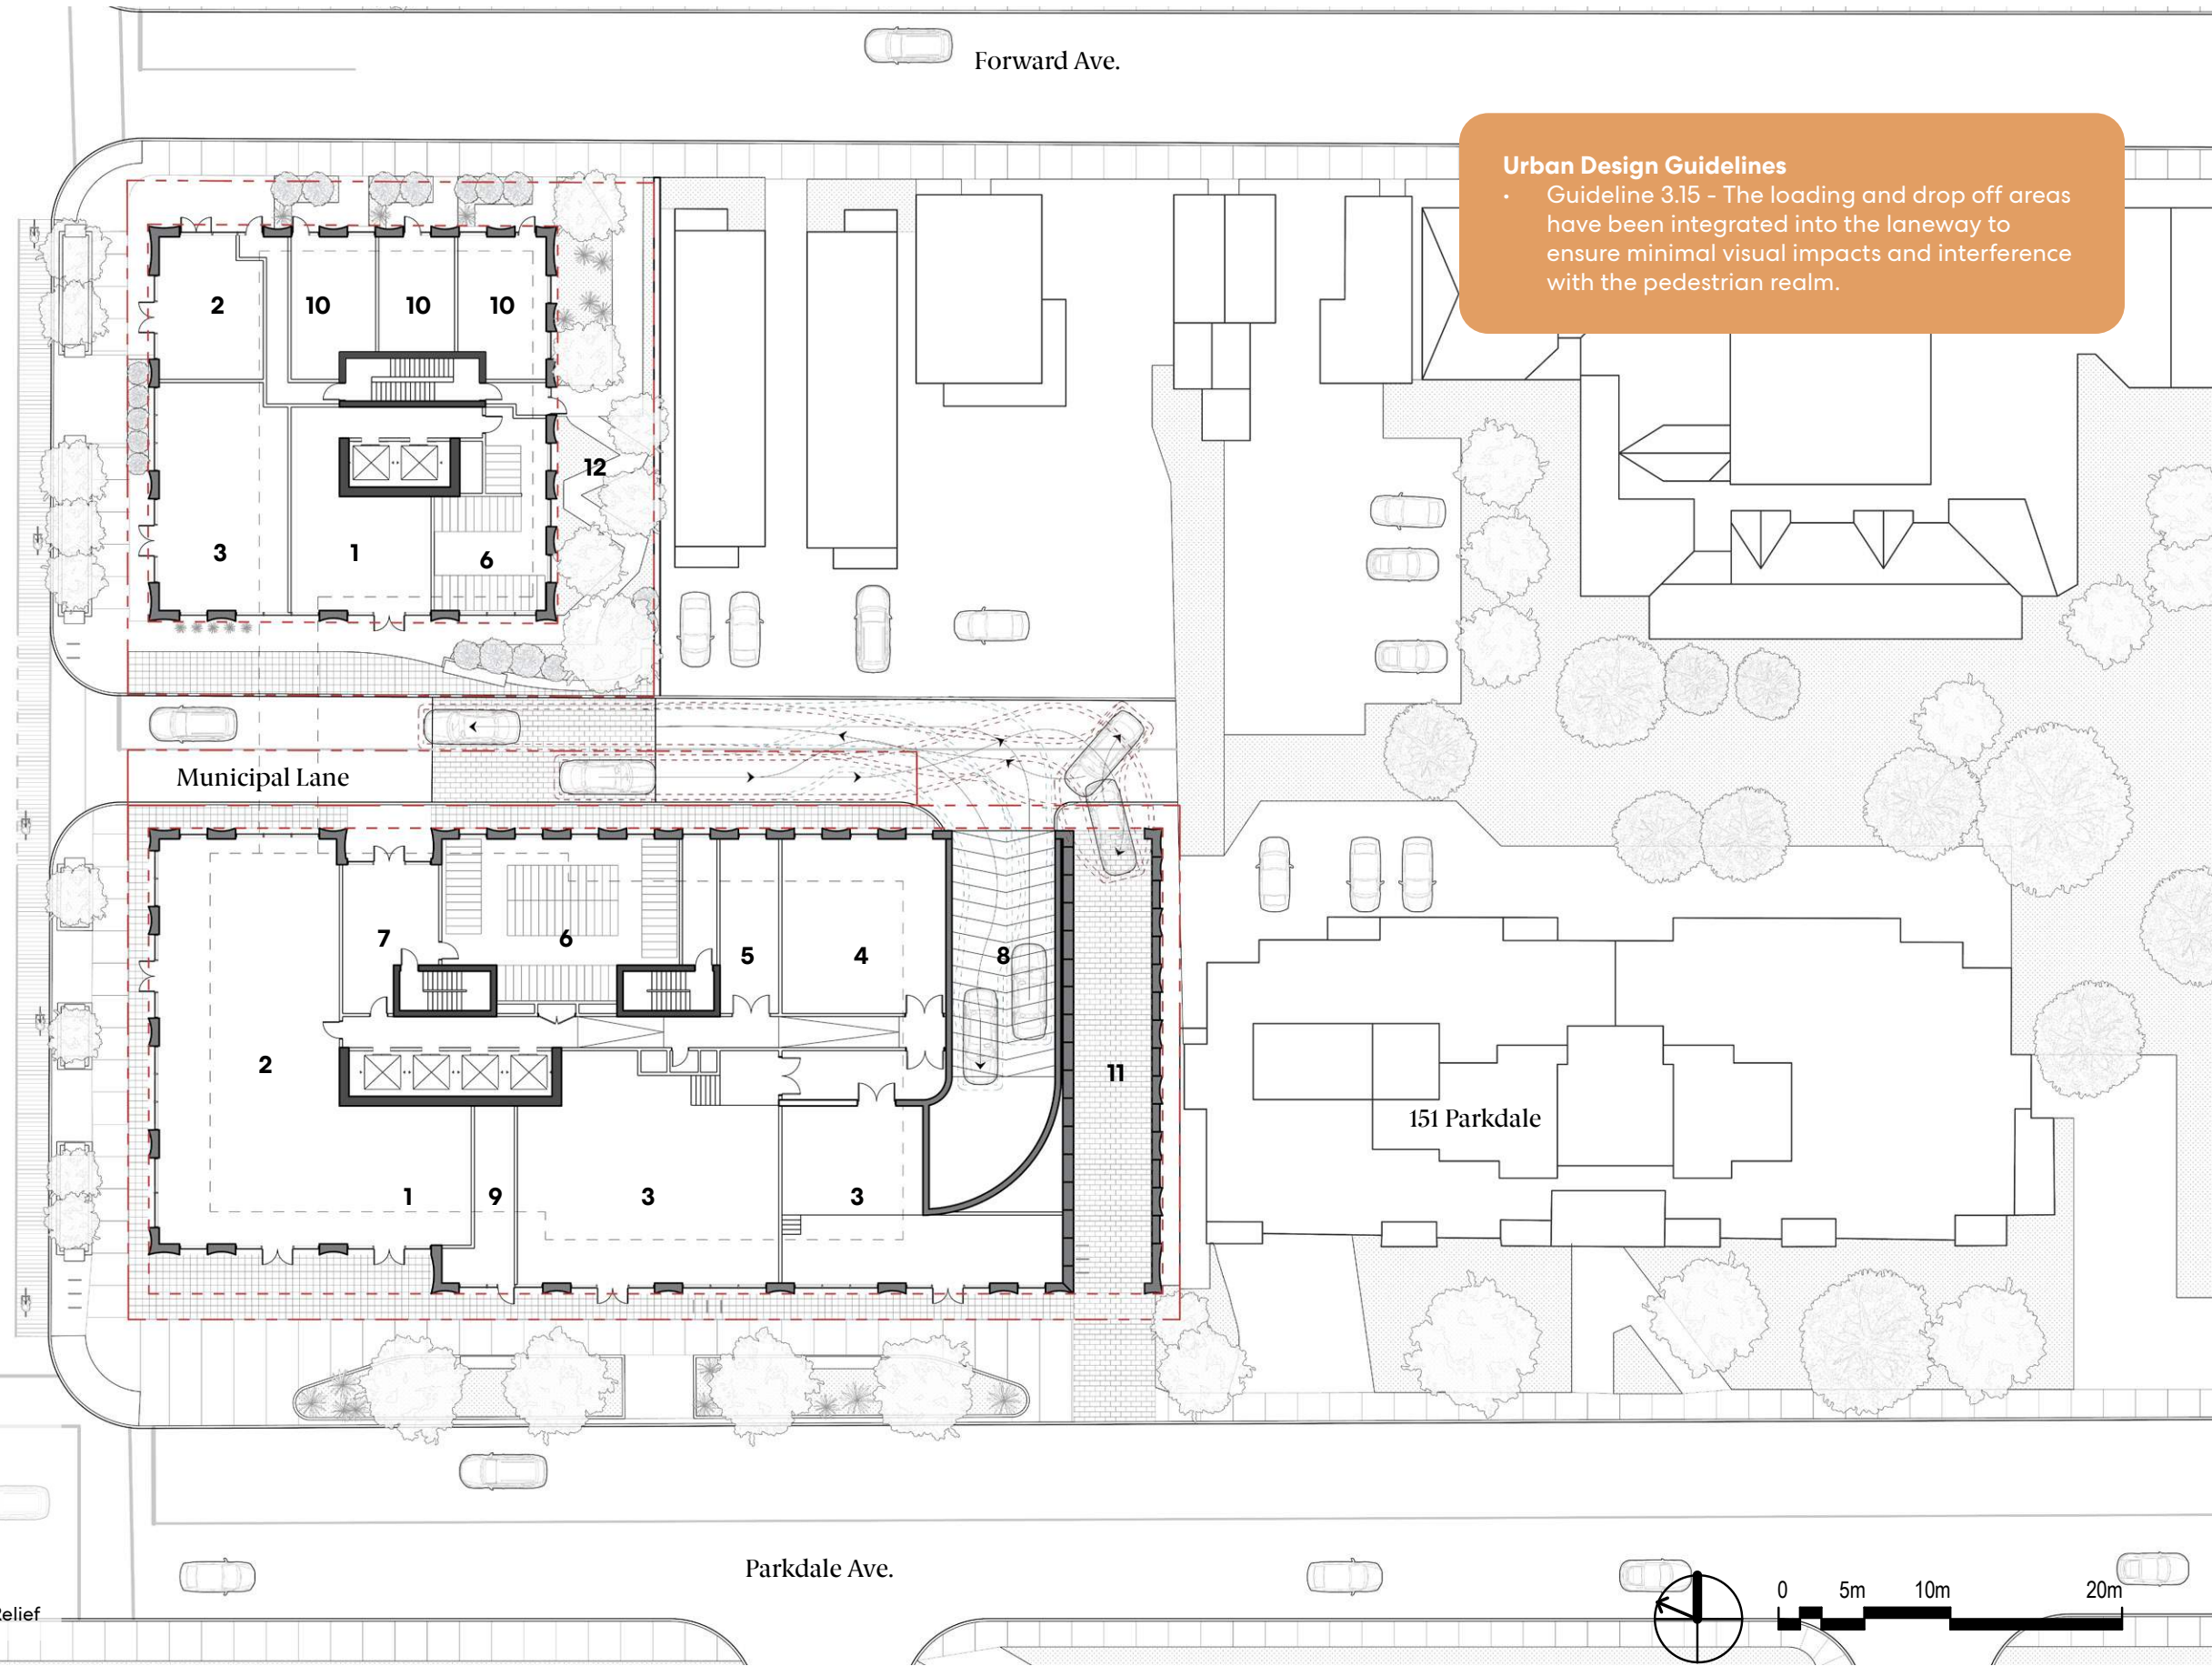 Forward Ave.
Urban Design Guidelines
• Guideline 3.15 - The loading and drop off areas
have been integrated into the laneway to
ensure minimal visual impacts and interference
with the pedestrian realm.
2
10
10
10
12
3
1
6
Municipal Lane
7
6
5
4
8
2
11
151 Parkdale
1
9
3
3
Parkdale Ave.
0
5m
10m
20m